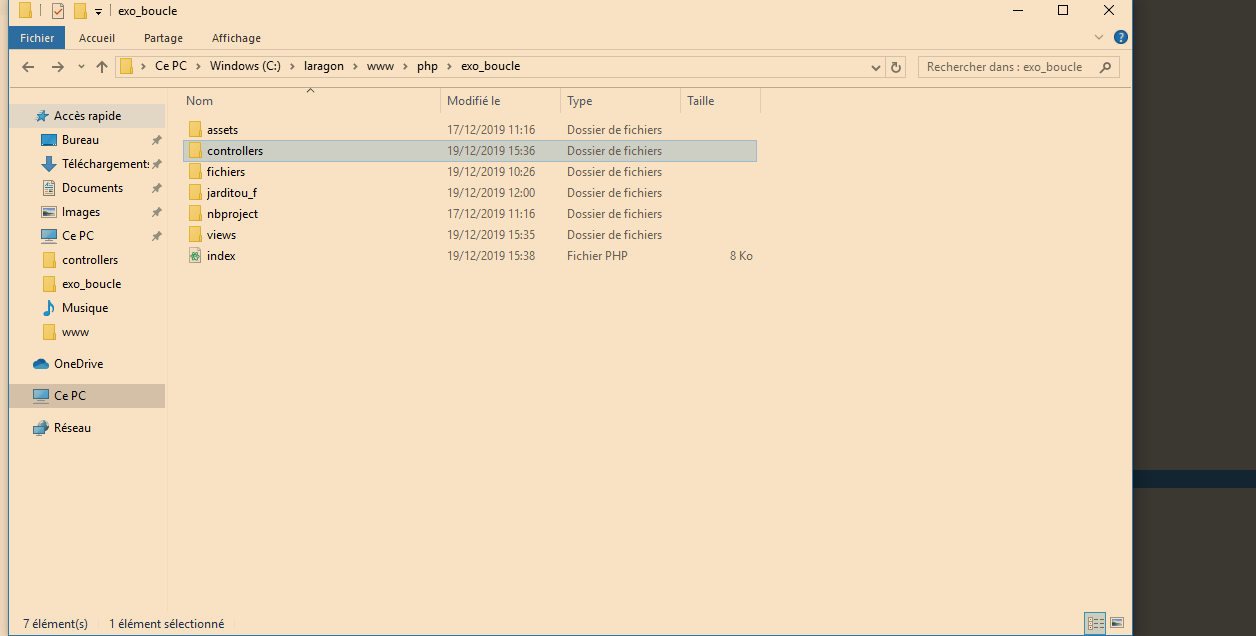 exo_boucle
Fichier Accueil Partage Affichage
Ce PC Windows (C:) laragon www php exo_boucle
Rechercher dans : exo_boucle
Nom Modifié le Type Taille
Accès rapide
Bureau
Téléchargements
Documents
Images
Ce PC
controllers
exo_boucle
Musique
www
OneDrive
Ce PC
Réseau
assets 17/12/2019 11:16 Dossier de fichiers
controllers 19/12/2019 15:36 Dossier de fichiers
fichiers 19/12/2019 10:26 Dossier de fichiers
jarditou_f 19/12/2019 12:00 Dossier de fichiers
nbproject 17/12/2019 11:16 Dossier de fichiers
views 19/12/2019 15:35 Dossier de fichiers
index 19/12/2019 15:38 Fichier PHP 8 Ko
7 élément(s) 1 élément sélectionné